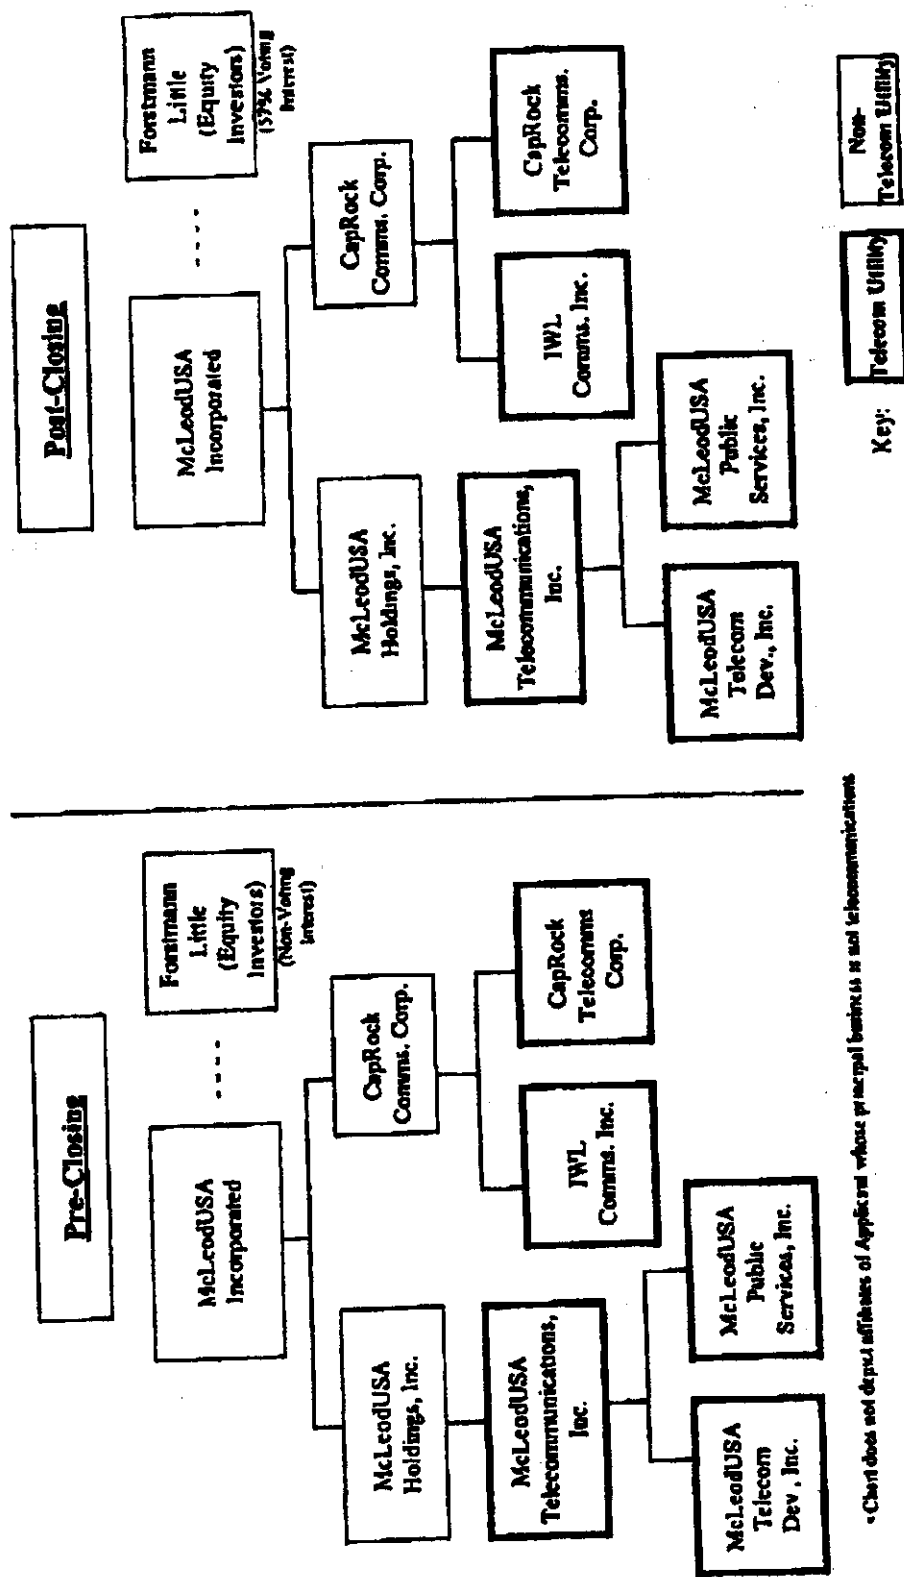 Pre-Closing
McLeodUSA
Incorporated
Forstmann
Little
(Equity
Investors)
(Non-Voting
Interest)
McLeodUSA
Holdings, Inc.
CapRock
Comms. Corp.
McLeodUSA
Telecommunications,
Inc.
IWL
Comms. Inc.
CapRock
Telecomms
Corp.
McLeodUSA
Telecom
Dev., Inc.
McLeodUSA
Public
Services, Inc.
*Chart does not depict affiliates of Applicant whose principal business is not telecommunications
Post-Closing
McLeodUSA
Incorporated
Forstmann
Little
(Equity
Investors)
(57% Voting
Interest)
McLeodUSA
Holdings, Inc.
CapRock
Comms. Corp.
McLeodUSA
Telecommunications,
Inc.
IWL
Comms. Inc.
CapRock
Telecomms.
Corp.
McLeodUSA
Telecom
Dev., Inc.
McLeodUSA
Public
Services, Inc.
Key:
Telecom Utility
Non-
Telecom Utility